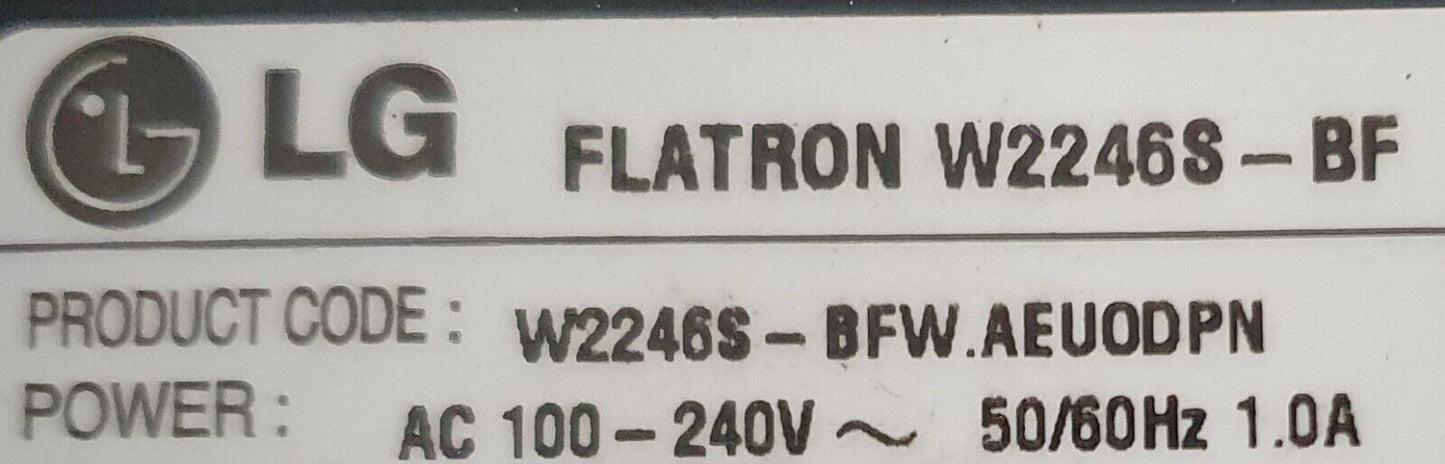 LG FLATRON W2246S-BF
PRODUCT CODE : W2246S-BFW.AEUODPN
POWER : AC 100-240V ~ 50/60Hz 1.0A